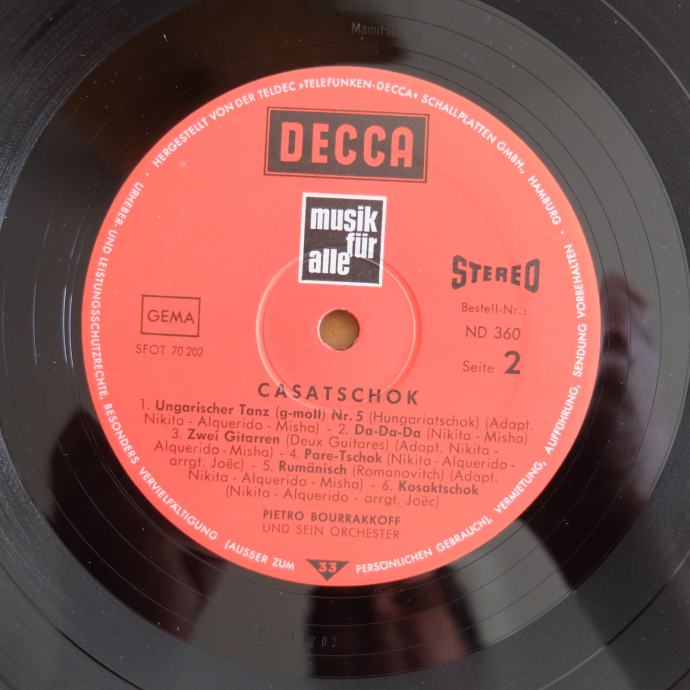 HERGESTELLT VON DER TELDEC »TELEFUNKEN-DECCA« SCHALLPLATTEN GMBH., HAMBURG ·
DECCA
musik
für
alle
STEREO
GEMA
Bestell-Nr.:
SFOT 70 202
ND 360
Seite 2
CASATSCHOK
1. Ungarischer Tanz (g-moll) Nr. 5 (Hungariatschok) (Adapt.
Nikita - Alquerido - Misha) - 2. Da-Da-Da (Nikita - Misha)
3. Zwei Gitarren (Deux Guitares) (Adapt. Nikita -
Alquerido - Misha) - 4. Pare-Tschok (Nikita - Alquerido -
arrgt. Joëc) - 5. Rumänisch (Romanovitch) (Adapt.
Nikita - Alquerido - Misha) - 6. Kosaktschok
(Nikita - Alquerido - arrgt. Joëc)
PIETRO BOURRAKKOFF
UND SEIN ORCHESTER
33
URHEBER- UND LEISTUNGSSCHUTZRECHTE, BESONDERS VERVIELFÄLTIGUNG (AUSSER ZUM PERSÖNLICHEN GEBRAUCH), VERMIETUNG, AUFFÜHRUNG, SENDUNG VORBEHALTEN ·